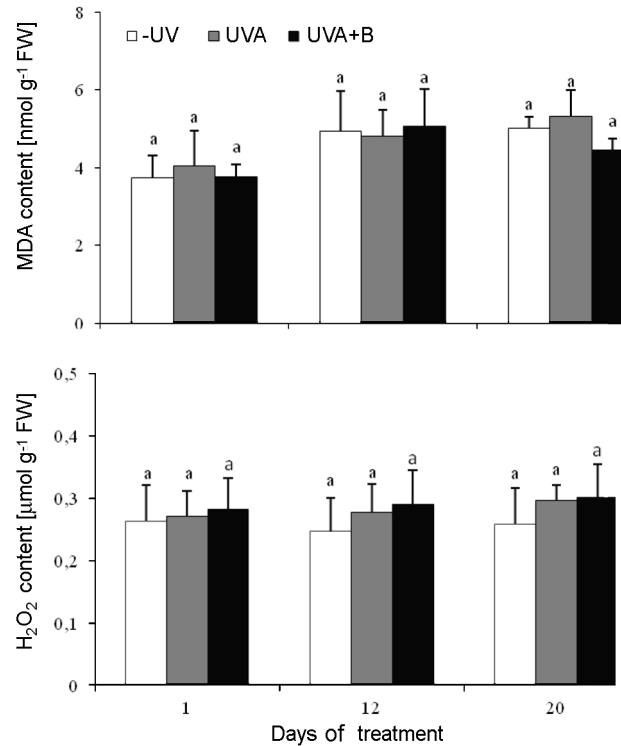 8
-UV UVA UVA+B
a a a
a a a
a a a
6
4
2
0
MDA content [nmol g-1 FW]
0,5
0,4
a a a
a a a
a a a
0,3
0,2
0,1
0
H2O2 content [µmol g-1 FW]
1 12 20
Days of treatment